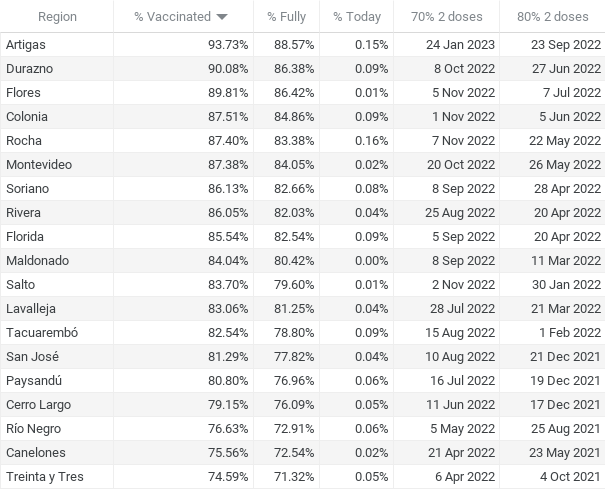 Region % Vaccinated % Fully % Today 70% 2 doses 80% 2 doses
Artigas 93.73% 88.57% 0.15% 24 Jan 2023 23 Sep 2022
Durazno 90.08% 86.38% 0.09% 8 Oct 2022 27 Jun 2022
Flores 89.81% 86.42% 0.01% 5 Nov 2022 7 Jul 2022
Colonia 87.51% 84.86% 0.09% 1 Nov 2022 5 Jun 2022
Rocha 87.40% 83.38% 0.16% 7 Nov 2022 22 May 2022
Montevideo 87.38% 84.05% 0.02% 20 Oct 2022 26 May 2022
Soriano 86.13% 82.66% 0.08% 8 Sep 2022 28 Apr 2022
Rivera 86.05% 82.03% 0.04% 25 Aug 2022 20 Apr 2022
Florida 85.54% 82.54% 0.09% 5 Sep 2022 20 Apr 2022
Maldonado 84.04% 80.42% 0.00% 8 Sep 2022 11 Mar 2022
Salto 83.70% 79.60% 0.01% 2 Nov 2022 30 Jan 2022
Lavalleja 83.06% 81.25% 0.04% 28 Jul 2022 21 Mar 2022
Tacuarembó 82.54% 78.80% 0.09% 15 Aug 2022 1 Feb 2022
San José 81.29% 77.82% 0.04% 10 Aug 2022 21 Dec 2021
Paysandú 80.80% 76.96% 0.06% 16 Jul 2022 19 Dec 2021
Cerro Largo 79.15% 76.09% 0.05% 11 Jun 2022 17 Dec 2021
Río Negro 76.63% 72.91% 0.06% 5 May 2022 25 Aug 2021
Canelones 75.56% 72.54% 0.02% 21 Apr 2022 23 May 2021
Treinta y Tres 74.59% 71.32% 0.05% 6 Apr 2022 4 Oct 2021